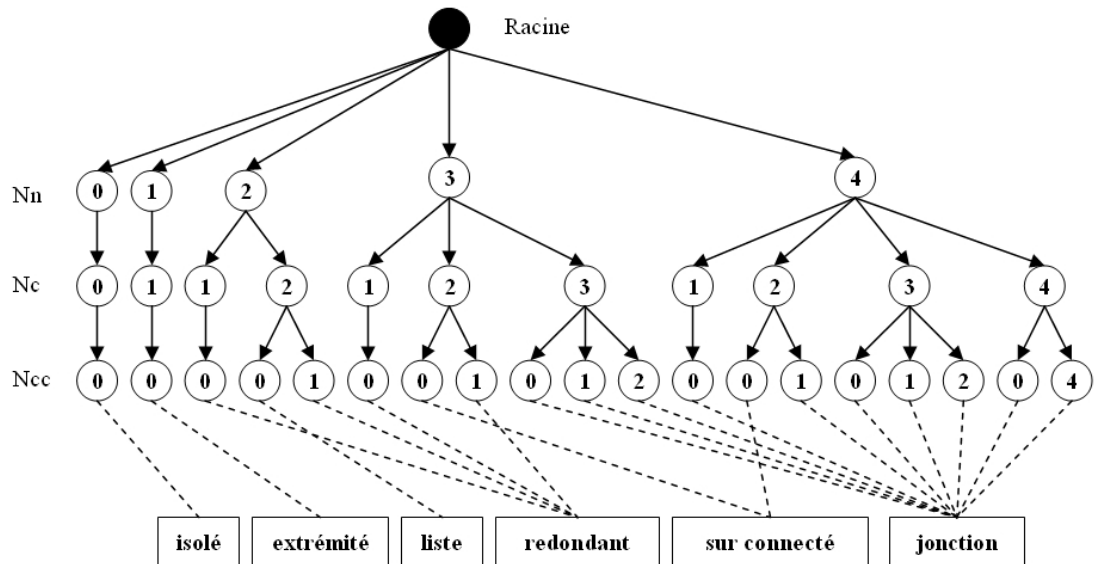 Racine
Nn 0 1 2 3 4
Nc 0 1 1 2 1 2 3 1 2 3 4
Ncc 0 0 0 0 1 0 0 1 0 1 2 0 0 1 0 1 2 0 4
isolé extrémité liste redondant sur connecté jonction